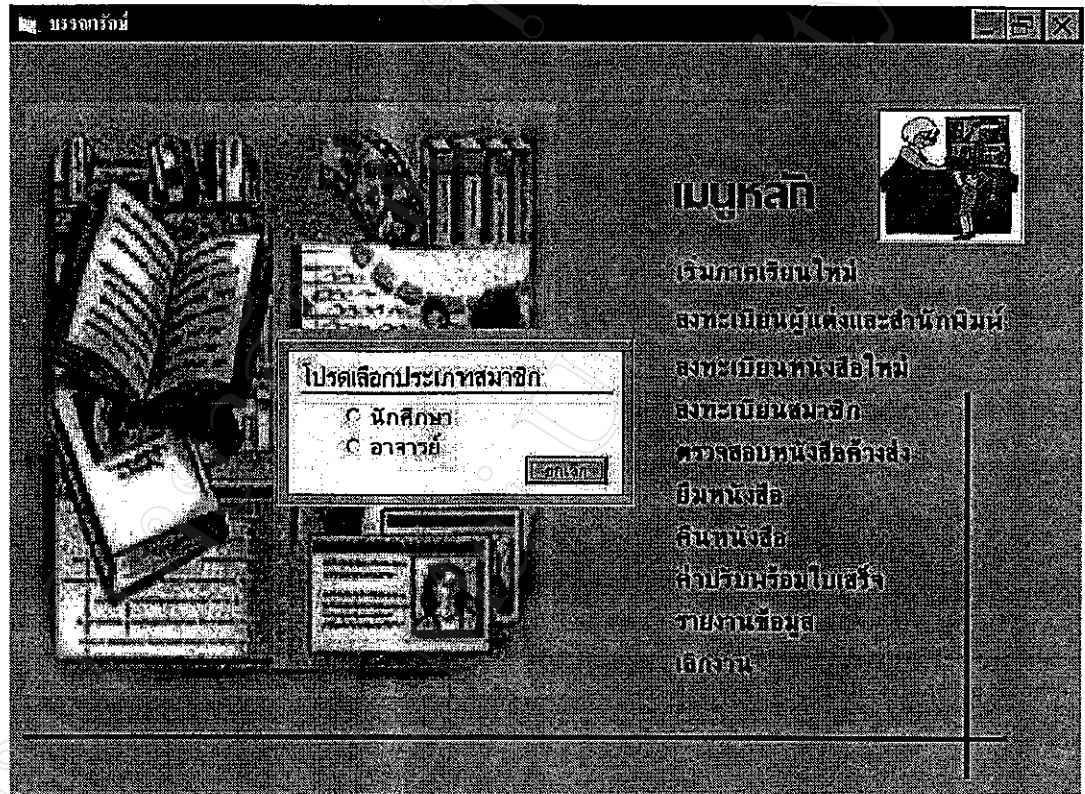 บรรณารักษ์
เมนูหลัก
เริ่มภาคเรียนใหม่
ลงทะเบียนผู้แต่งและสำนักพิมพ์
ลงทะเบียนหนังสือใหม่
ลงทะเบียนสมาชิก
ตรวจสอบหนังสือค้างส่ง
ยืมหนังสือ
คืนหนังสือ
ค่าปรับพร้อมใบเสร็จ
รายงานข้อมูล
เลิกงาน
โปรดเลือกประเภทสมาชิก
นักศึกษา
อาจารย์
ยกเลิก